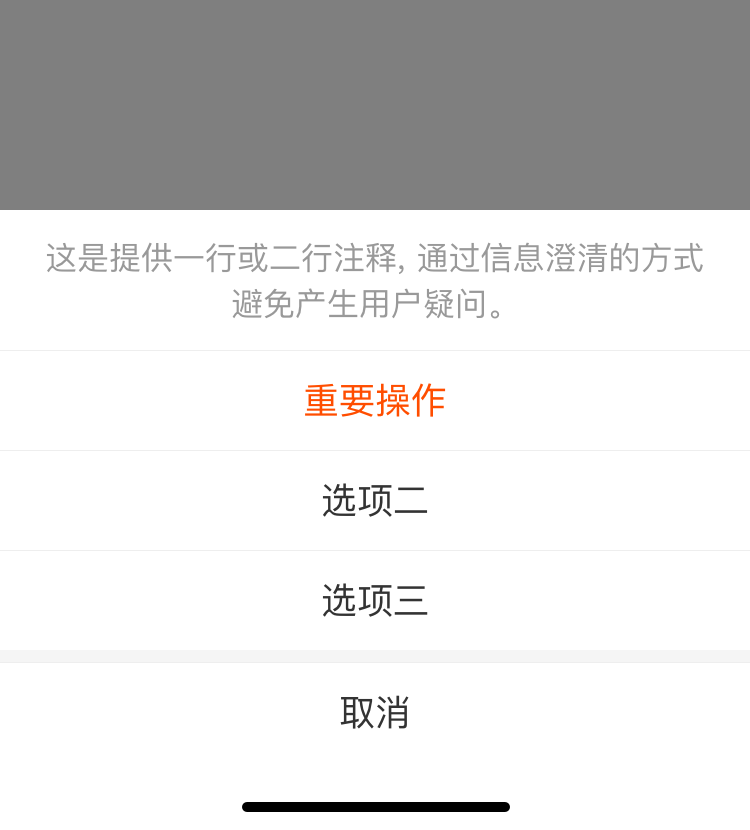 这是提供一行或二行注释, 通过信息澄清的方式
避免产生用户疑问。
重要操作
选项二
选项三
取消